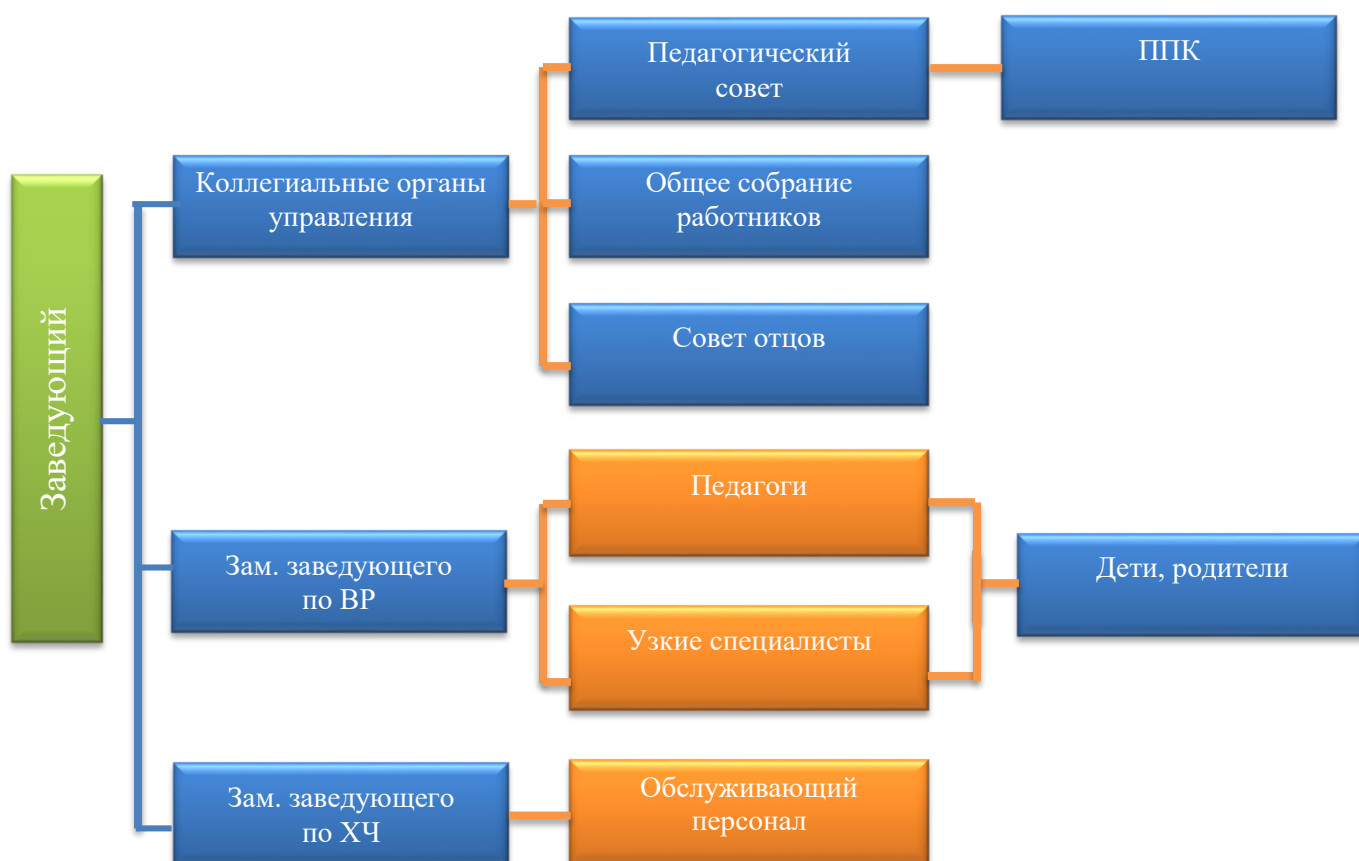 Заведующий
Коллегиальные органы
управления
Педагогический
совет
ППК
Общее собрание
работников
Совет отцов
Зам. заведующего
по ВР
Педагоги
Узкие специалисты
Дети, родители
Зам. заведующего
по ХЧ
Обслуживающий
персонал